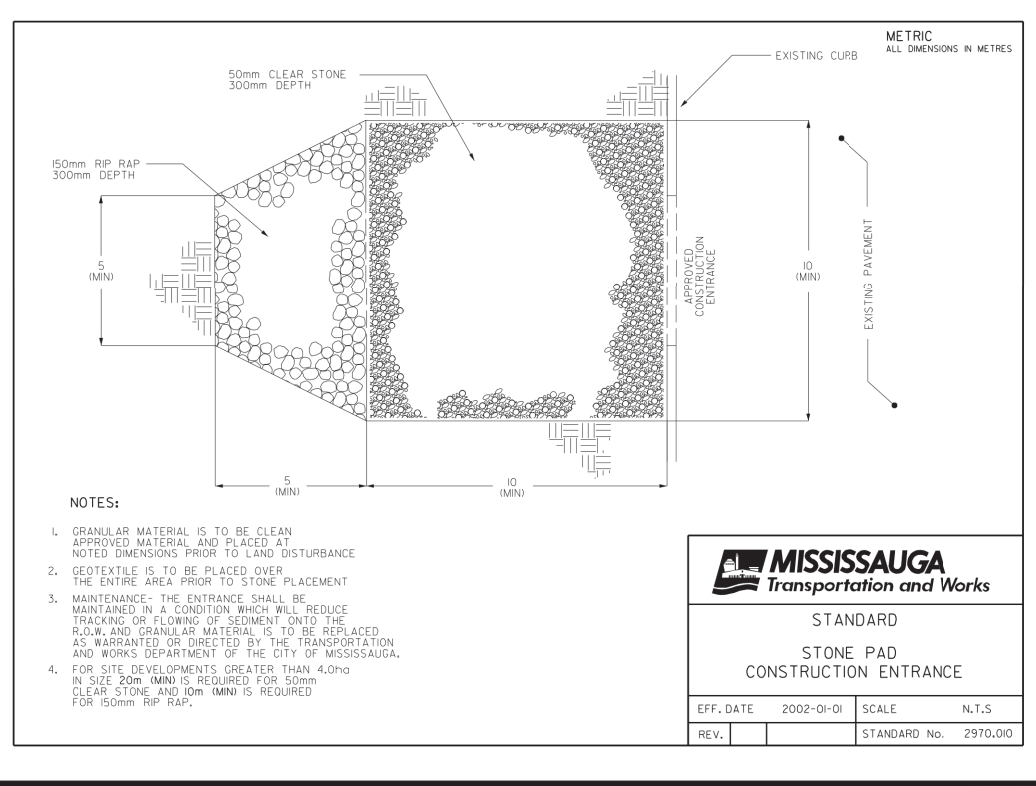 METRIC
ALL DIMENSIONS IN METRES
EXISTING CURB
50mm CLEAR STONE
300mm DEPTH
150mm RIP RAP
300mm DEPTH
5
(MIN)
APPROVED
CONSTRUCTION
ENTRANCE
10
(MIN)
EXISTING PAVEMENT
5
(MIN)
10
(MIN)
NOTES:
1. GRANULAR MATERIAL IS TO BE CLEAN
APPROVED MATERIAL AND PLACED AT
NOTED DIMENSIONS PRIOR TO LAND DISTURBANCE
2. GEOTEXTILE IS TO BE PLACED OVER
THE ENTIRE AREA PRIOR TO STONE PLACEMENT
3. MAINTENANCE- THE ENTRANCE SHALL BE
MAINTAINED IN A CONDITION WHICH WILL REDUCE
TRACKING OR FLOWING OF SEDIMENT ONTO THE
R.O.W. AND GRANULAR MATERIAL IS TO BE REPLACED
AS WARRANTED OR DIRECTED BY THE TRANSPORTATION
AND WORKS DEPARTMENT OF THE CITY OF MISSISSAUGA.
4. FOR SITE DEVELOPMENTS GREATER THAN 4.0ha
IN SIZE 20m (MIN) IS REQUIRED FOR 50mm
CLEAR STONE AND 10m (MIN) IS REQUIRED
FOR 150mm RIP RAP.
MISSISSAUGA
Transportation and Works
STANDARD
STONE PAD
CONSTRUCTION ENTRANCE
EFF. DATE 2002-01-01 SCALE N.T.S
REV. STANDARD No. 2970.010